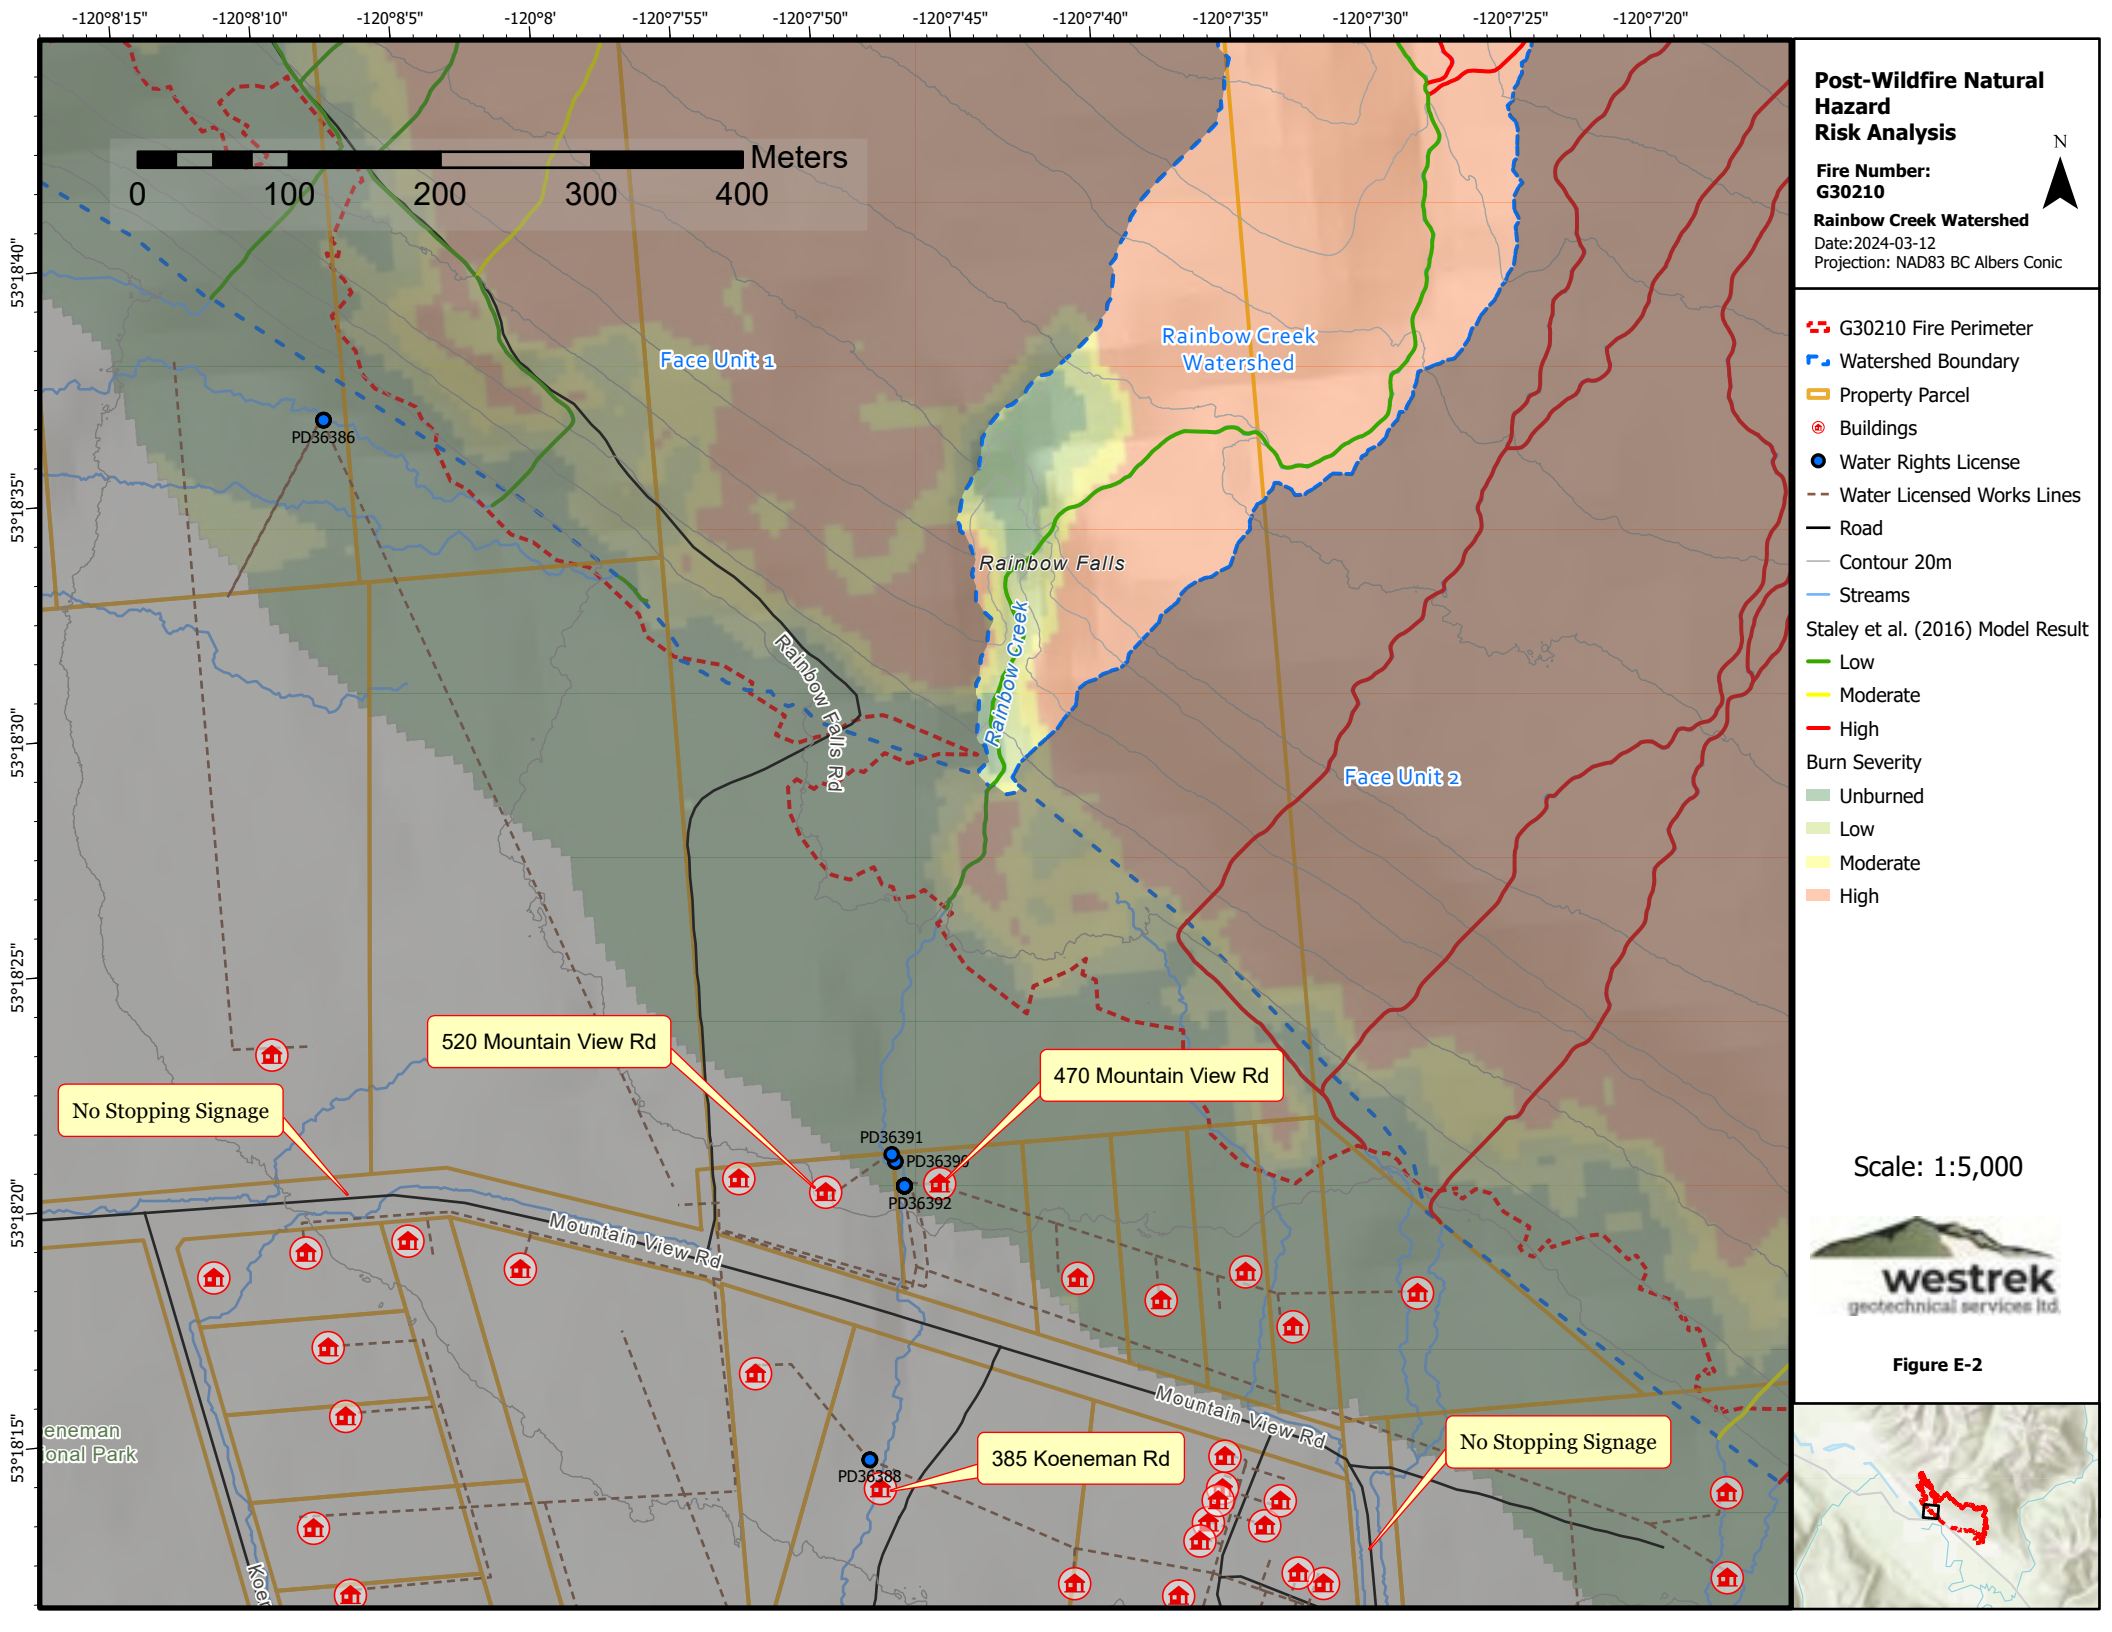 -120°8'15" -120°8'10" -120°8'5" -120°8' -120°7'55" -120°7'50" -120°7'45" -120°7'40" -120°7'35" -120°7'30" -120°7'25" -120°7'20"
53°18'40"
53°18'35"
53°18'30"
53°18'25"
53°18'20"
53°18'15"
Meters
0 100 200 300 400
Face Unit 1
Rainbow Creek
Watershed
PD36386
Rainbow Falls
Rainbow Creek
Rainbow Falls Rd
Face Unit 2
520 Mountain View Rd
470 Mountain View Rd
No Stopping Signage
PD36391
PD36390
PD36392
Mountain View Rd
Mountain View Rd
eneman
ional Park
385 Koeneman Rd
No Stopping Signage
PD36388
Koen
Post-Wildfire Natural
Hazard
Risk Analysis
N
Fire Number:
G30210
Rainbow Creek Watershed
Date:2024-03-12
Projection: NAD83 BC Albers Conic
G30210 Fire Perimeter
Watershed Boundary
Property Parcel
Buildings
Water Rights License
Water Licensed Works Lines
Road
Contour 20m
Streams
Staley et al. (2016) Model Result
Low
Moderate
High
Burn Severity
Unburned
Low
Moderate
High
Scale: 1:5,000
westrek
geotechnical services ltd.
Figure E-2